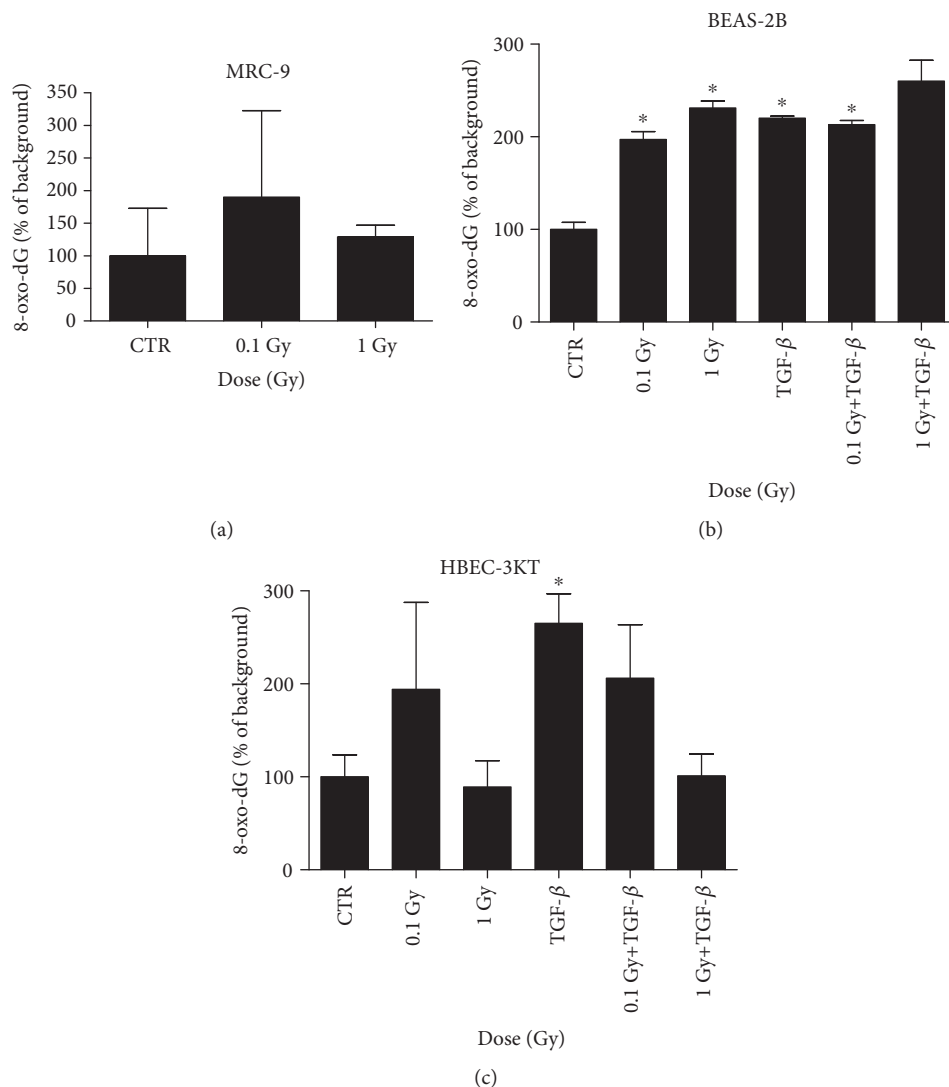 MRC-9
8-oxo-dG (% of background)
350
300
250
200
150
100
50
0
CTR
0.1 Gy
1 Gy
Dose (Gy)
(a)
BEAS-2B
8-oxo-dG (% of background)
300
200
100
0
*
*
*
*
CTR
0.1 Gy
1 Gy
TGF-β
0.1 Gy+TGF-β
1 Gy+TGF-β
Dose (Gy)
(b)
HBEC-3KT
8-oxo-dG (% of background)
300
200
100
0
*
CTR
0.1 Gy
1 Gy
TGF-β
0.1 Gy+TGF-β
1 Gy+TGF-β
Dose (Gy)
(c)